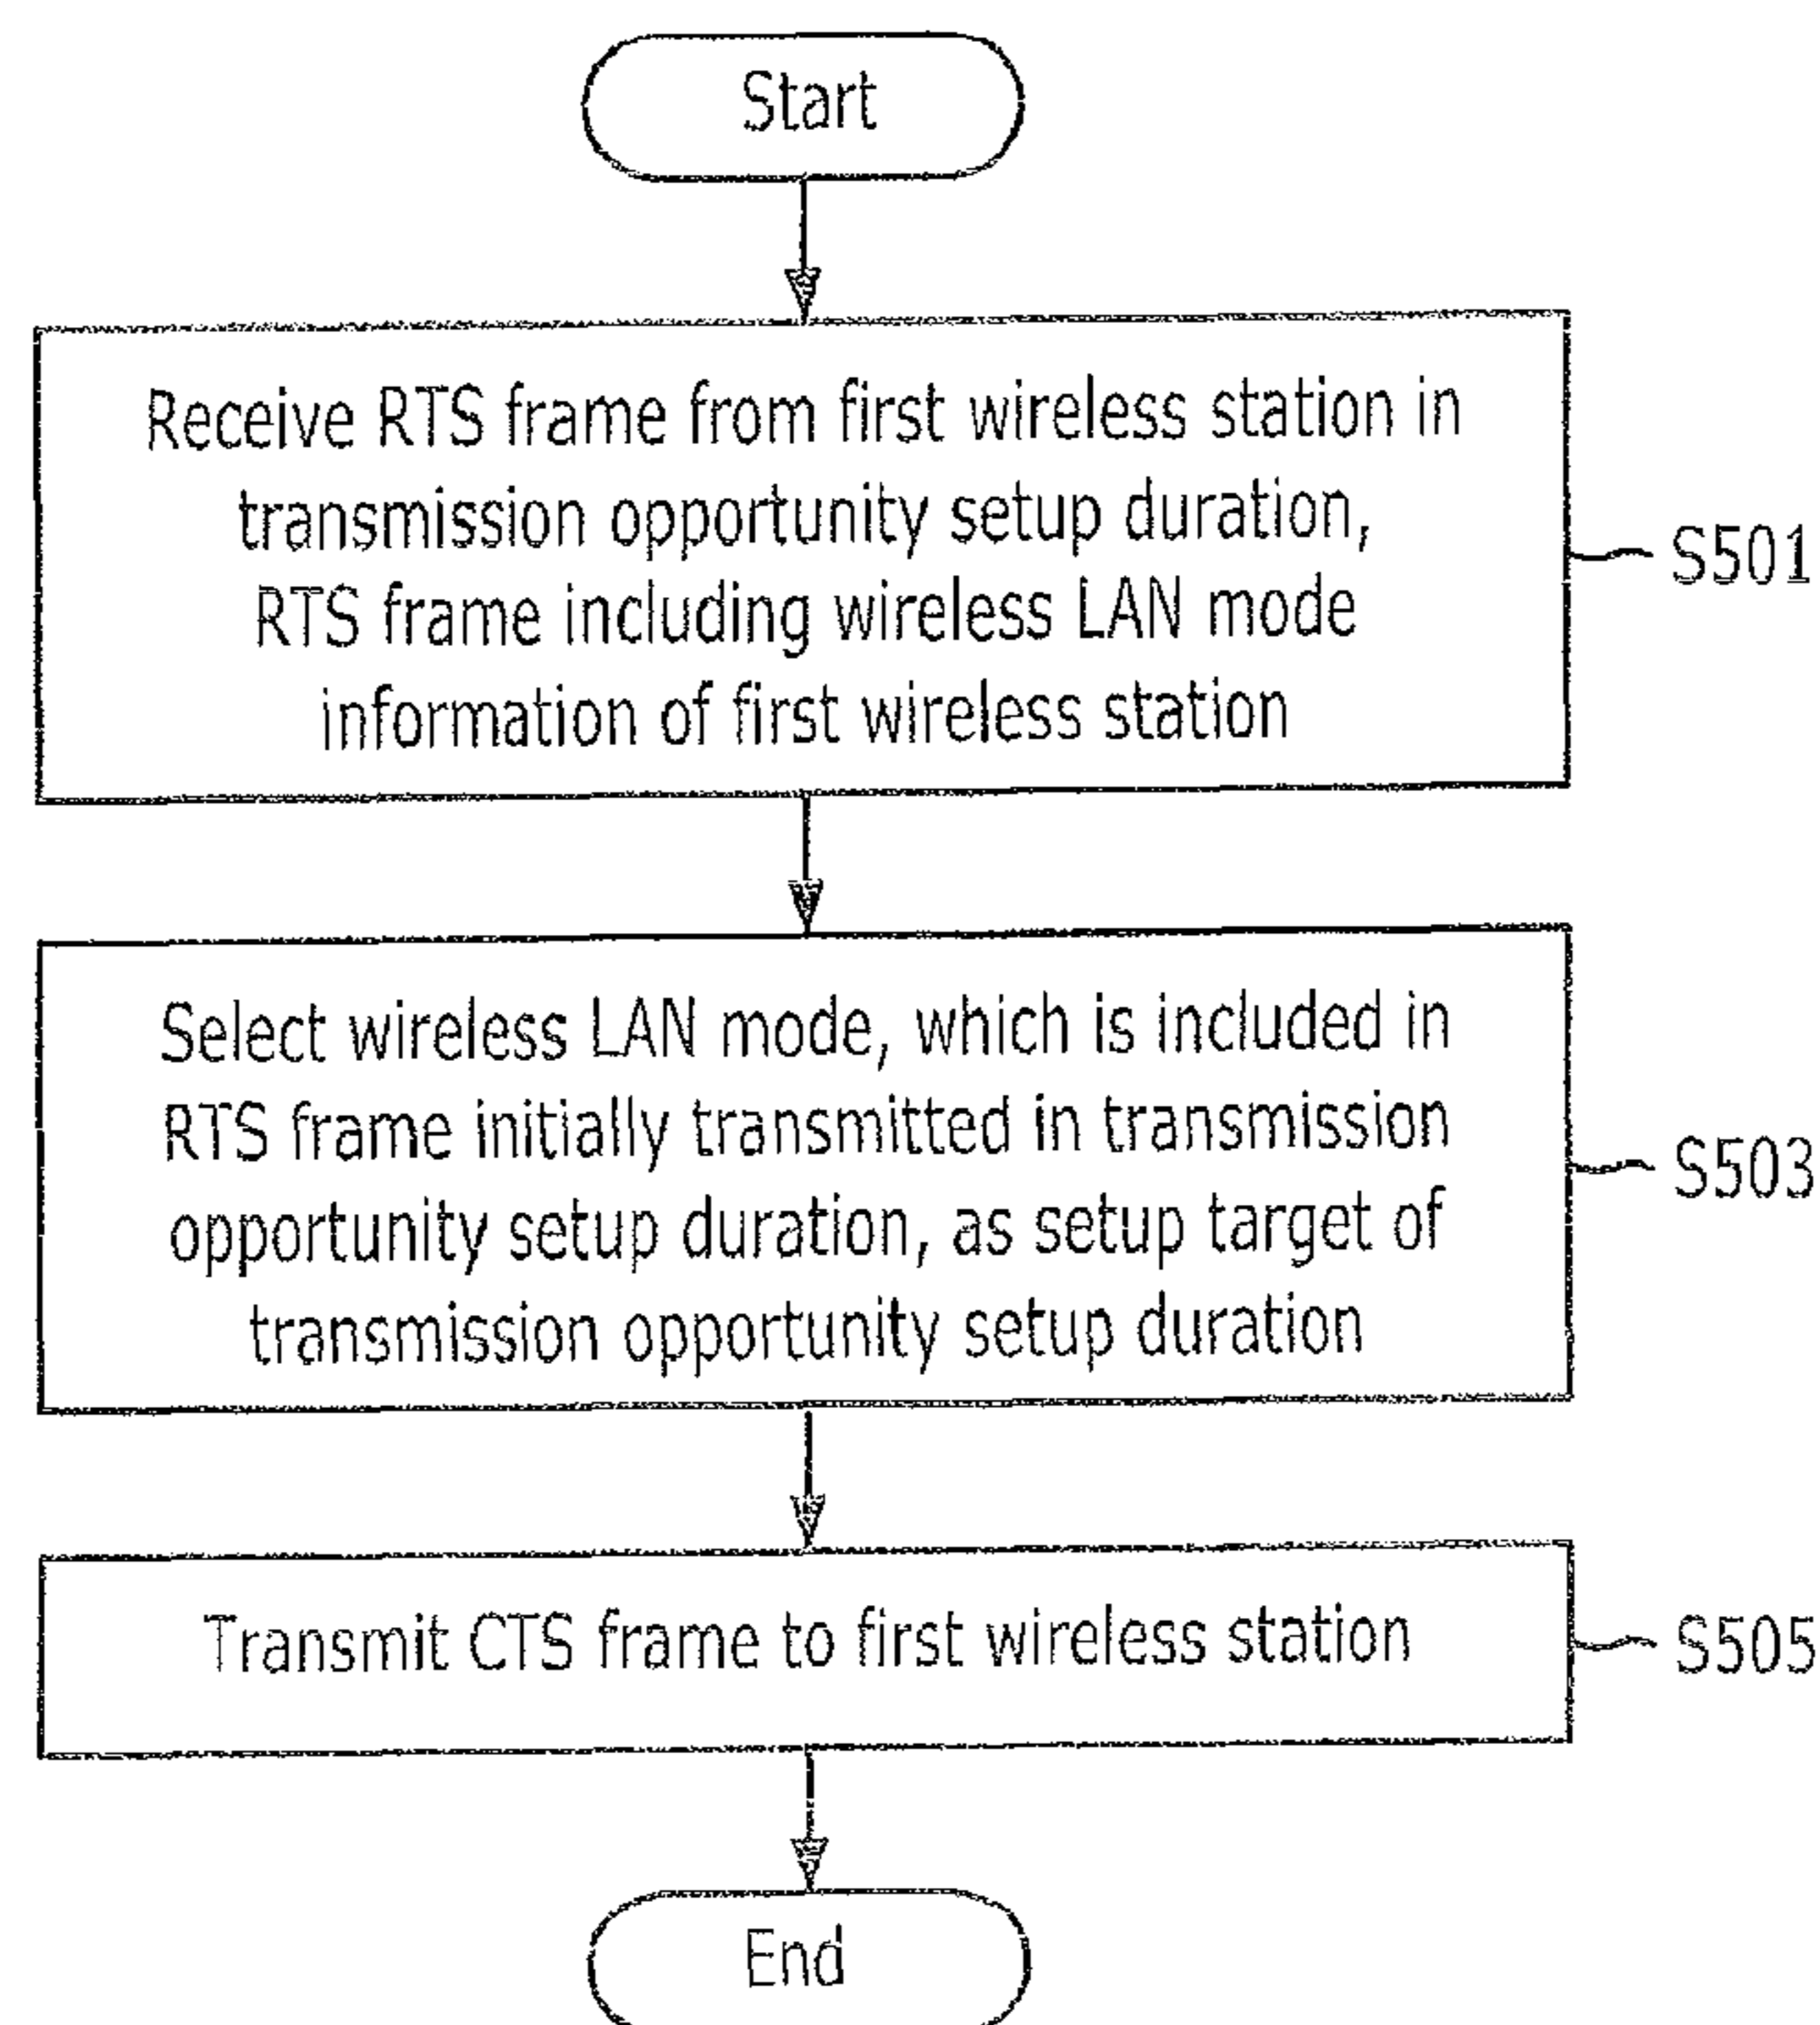 Start
Receive RTS frame from first wireless station in
transmission opportunity setup duration,
RTS frame including wireless LAN mode
information of first wireless station
S501
Select wireless LAN mode, which is included in
RTS frame initially transmitted in transmission
opportunity setup duration, as setup target of
transmission opportunity setup duration
S503
Transmit CTS frame to first wireless station
S505
End